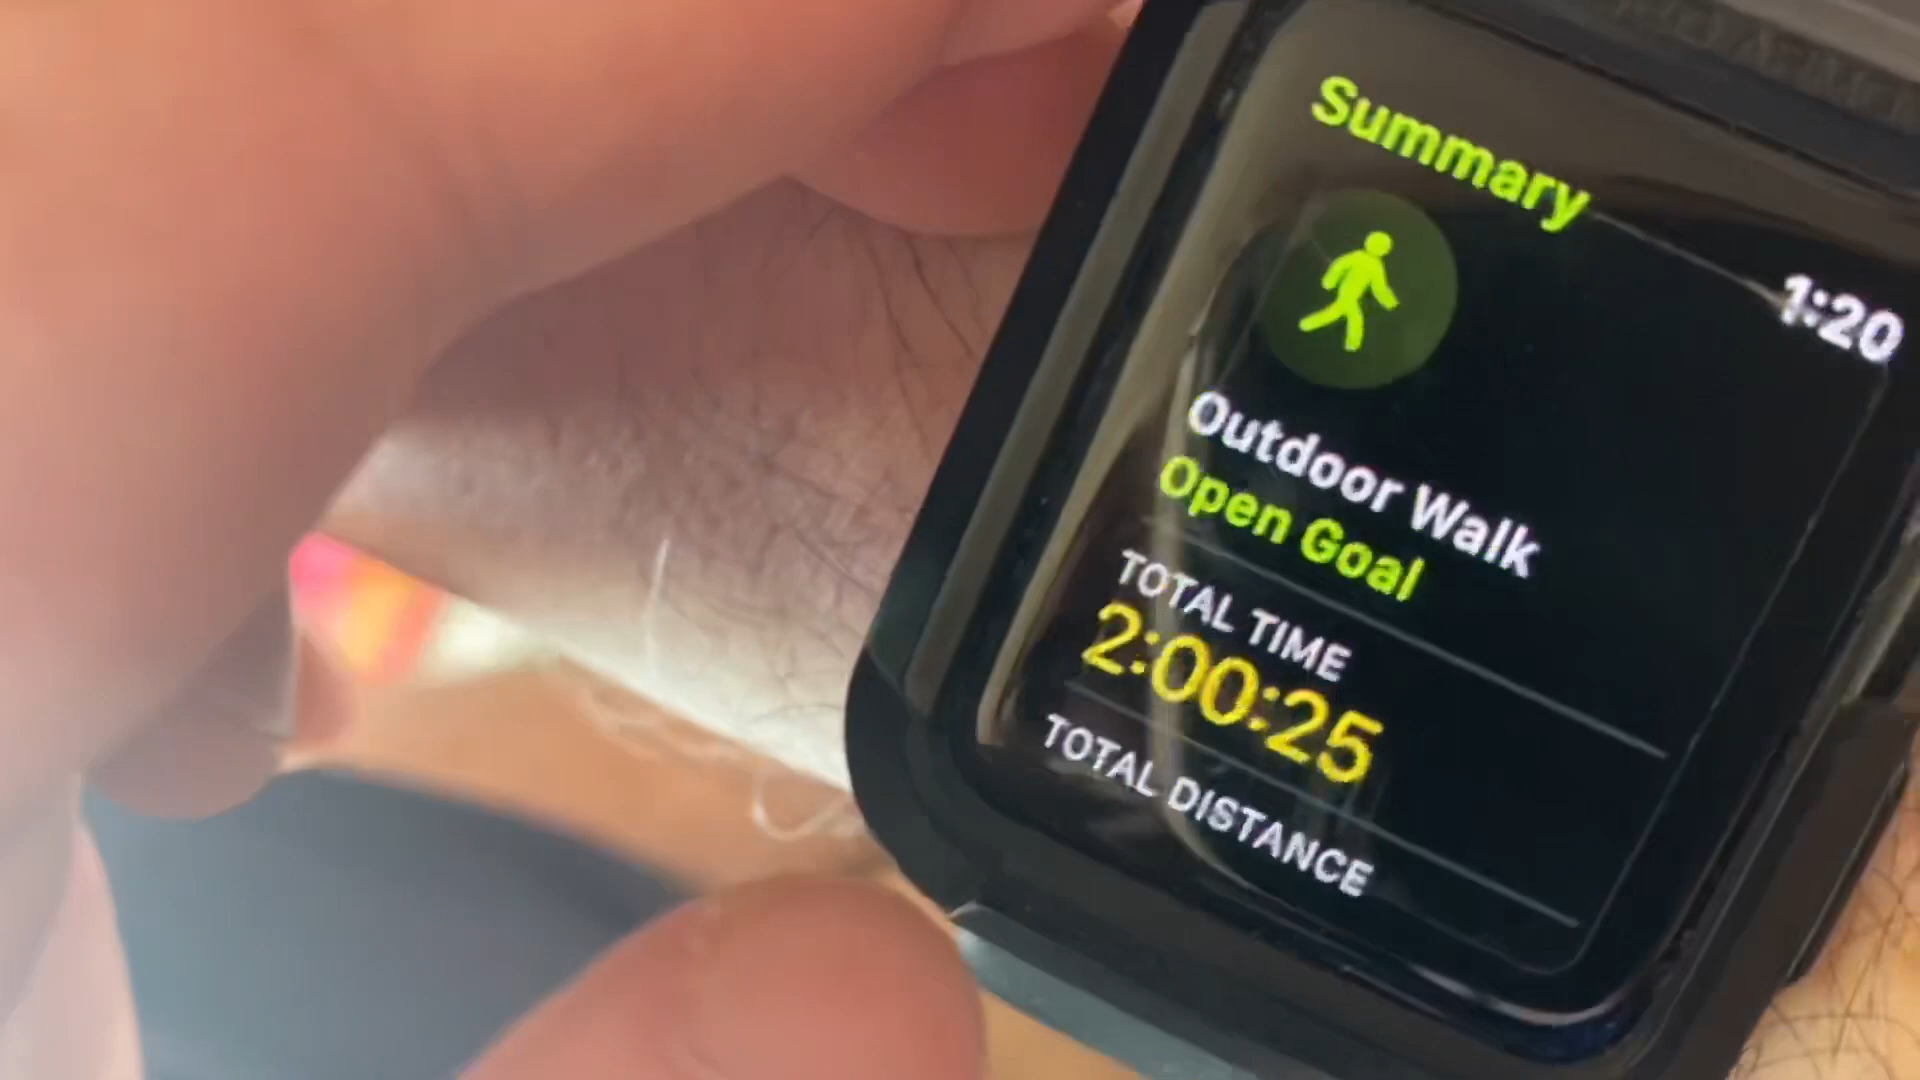 Summary
1:20
Outdoor Walk
Open Goal
TOTAL TIME
2:00:25
TOTAL DISTANCE